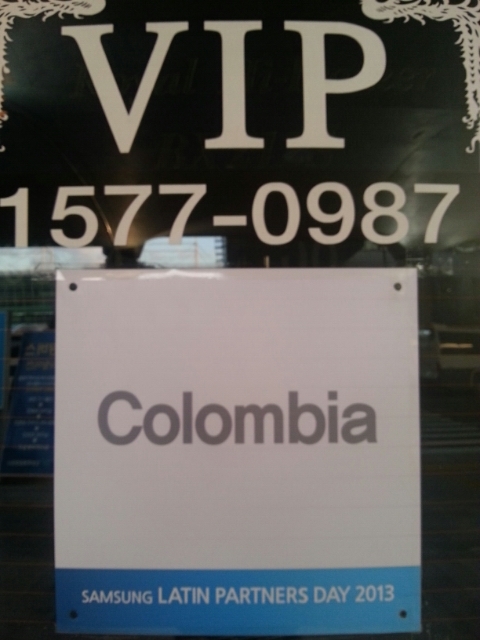 VIP
1577-0987
Colombia
SAMSUNG LATIN PARTNERS DAY 2013